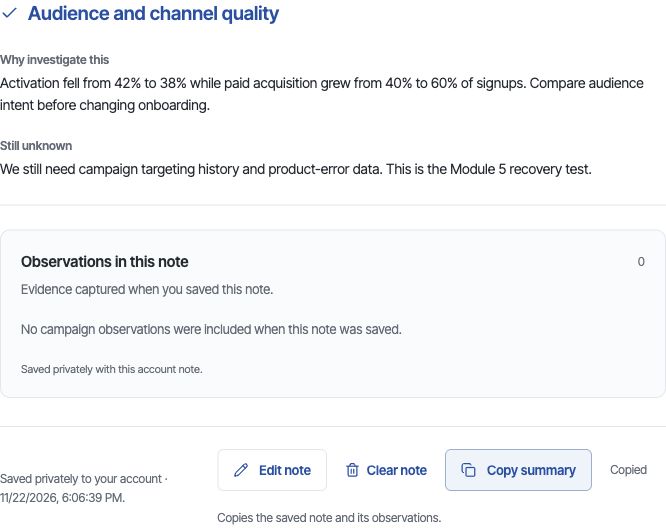 Audience and channel quality
Why investigate this
Activation fell from 42% to 38% while paid acquisition grew from 40% to 60% of signups. Compare audience
intent before changing onboarding.
Still unknown
We still need campaign targeting history and product-error data. This is the Module 5 recovery test.
Observations in this note 0
Evidence captured when you saved this note.
No campaign observations were included when this note was saved.
Saved privately with this account note.
Saved privately to your account ·
11/22/2026, 6:06:39 PM.
Edit note Clear note Copy summary Copied
Copies the saved note and its observations.